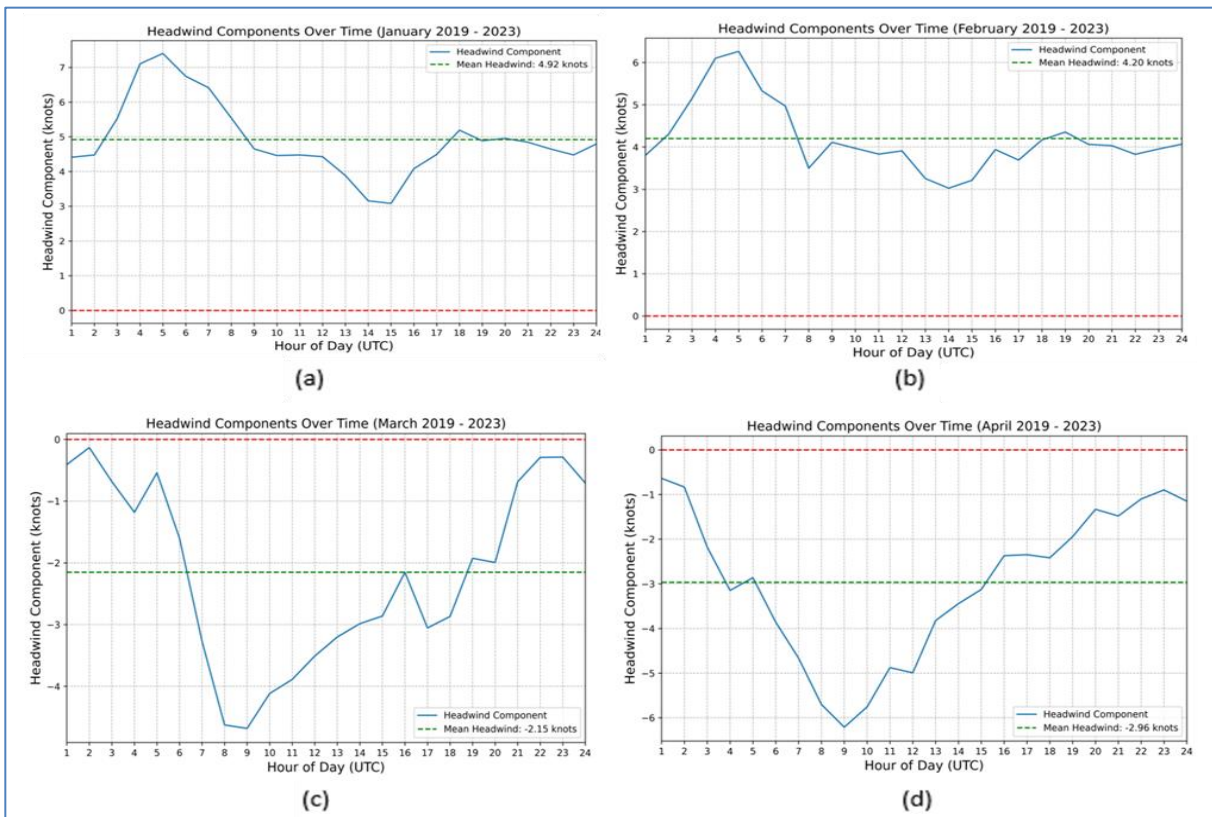 Headwind Components Over Time (January 2019 - 2023)
Headwind Component
Mean Headwind: 4.92 knots
Headwind Component (knots)
7
6
5
4
3
2
1
0
1 2 3 4 5 6 7 8 9 10 11 12 13 14 15 16 17 18 19 20 21 22 23 24
Hour of Day (UTC)
(a)
Headwind Components Over Time (February 2019 - 2023)
Headwind Component
Mean Headwind: 4.20 knots
Headwind Component (knots)
6
5
4
3
2
1
0
1 2 3 4 5 6 7 8 9 10 11 12 13 14 15 16 17 18 19 20 21 22 23 24
Hour of Day (UTC)
(b)
Headwind Components Over Time (March 2019 - 2023)
Headwind Component (knots)
0
−1
−2
−3
−4
Headwind Component
Mean Headwind: -2.15 knots
1 2 3 4 5 6 7 8 9 10 11 12 13 14 15 16 17 18 19 20 21 22 23 24
Hour of Day (UTC)
(c)
Headwind Components Over Time (April 2019 - 2023)
Headwind Component (knots)
0
−1
−2
−3
−4
−5
−6
Headwind Component
Mean Headwind: -2.96 knots
1 2 3 4 5 6 7 8 9 10 11 12 13 14 15 16 17 18 19 20 21 22 23 24
Hour of Day (UTC)
(d)